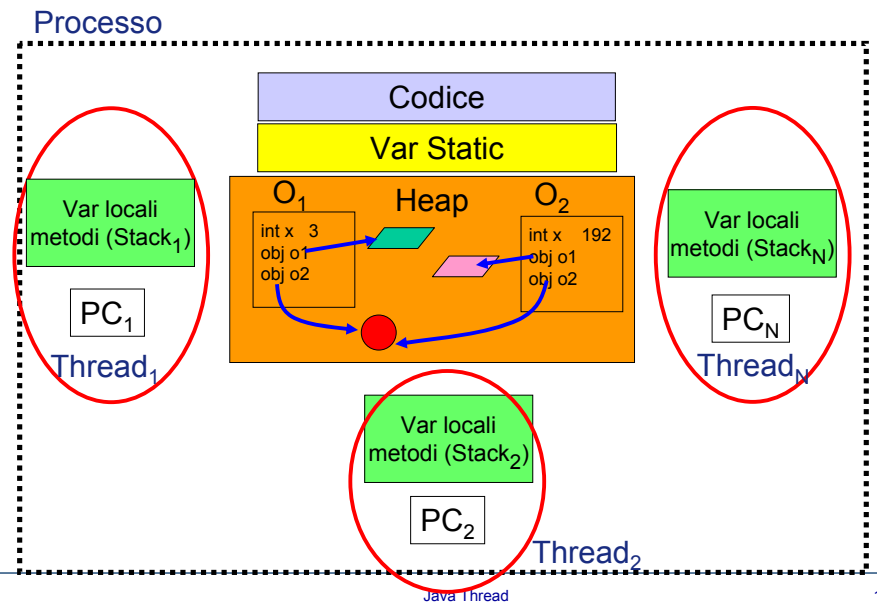 Processo
Codice
Var Static
Heap
O1
int x 3
obj o1
obj o2
O2
int x 192
obj o1
obj o2
Var locali
metodi (Stack1)
PC1
Thread1
Var locali
metodi (StackN)
PCN
ThreadN
Var locali
metodi (Stack2)
PC2
Thread2
Java Thread
1